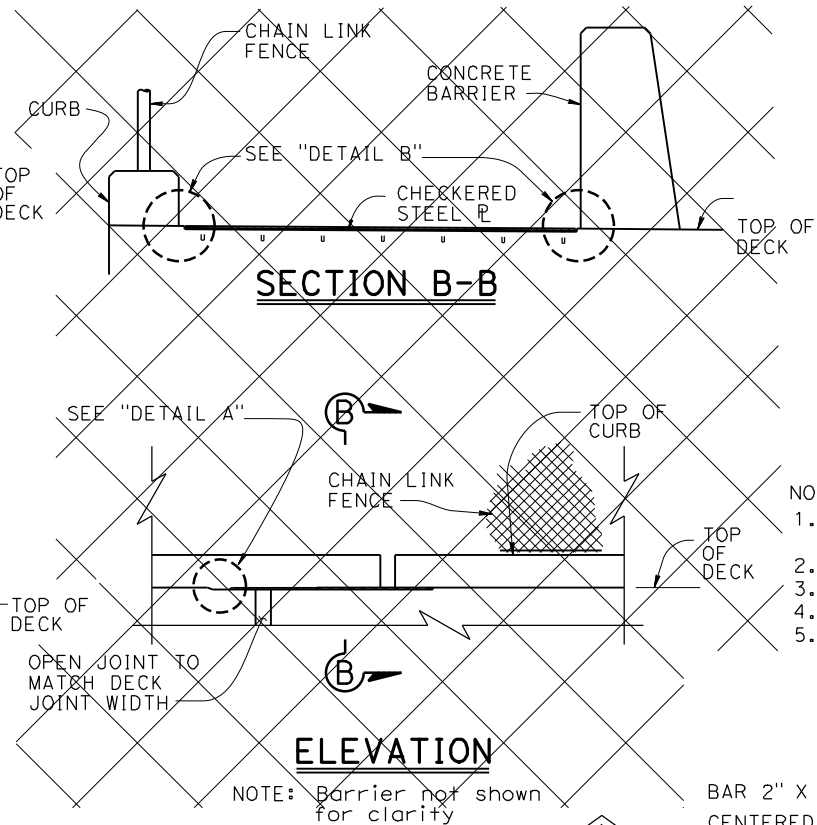 CHAIN LINK
FENCE
CONCRETE
BARRIER
CURB
SEE "DETAIL B"
TOP
OF
DECK
CHECKERED
STEEL ℄
TOP OF
DECK
SECTION B-B
SEE "DETAIL A"
B
TOP OF
CURB
CHAIN LINK
FENCE
NO
1.
2.
3.
4.
5.
TOP
OF
DECK
TOP OF
DECK
OPEN JOINT TO
MATCH DECK
JOINT WIDTH
B
ELEVATION
NOTE: Barrier not shown
for clarity
BAR 2" X
CENTERED